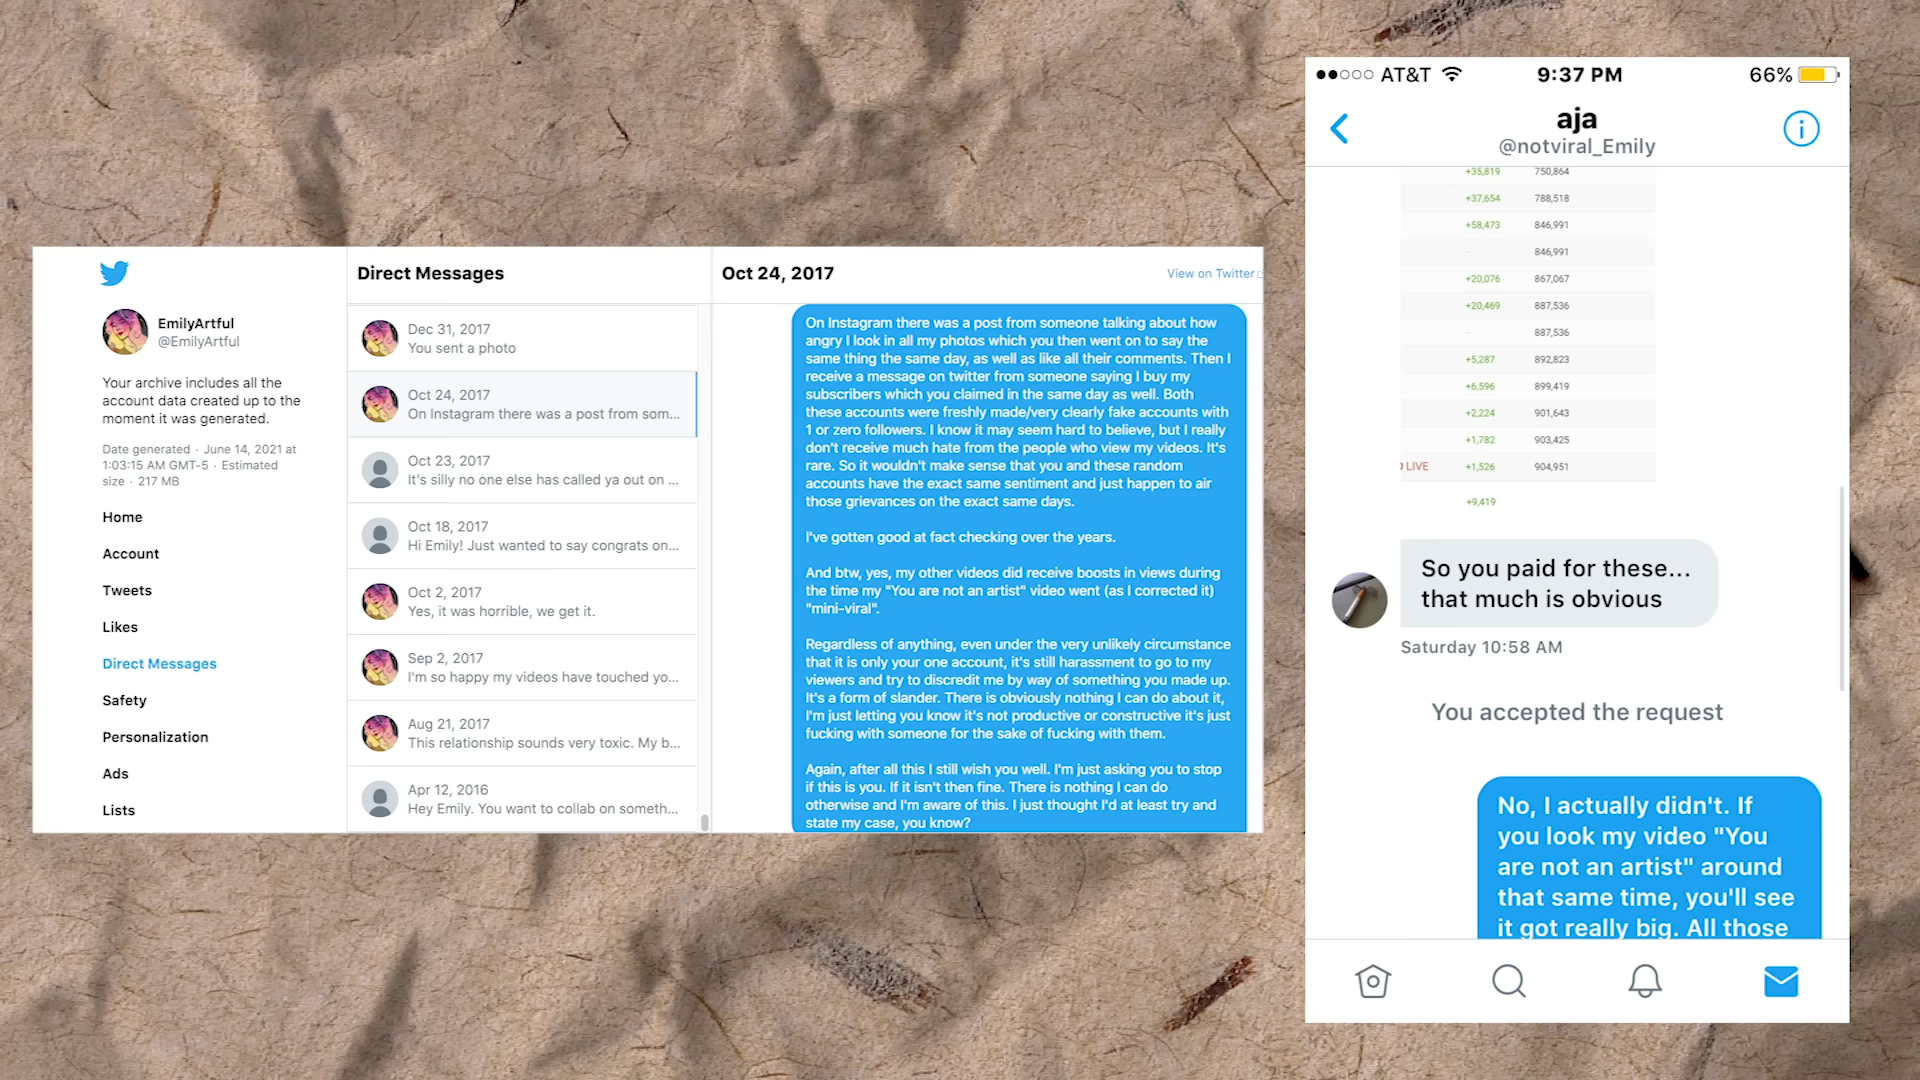 EmilyArtful
@EmilyArtful
Your archive includes all the
account data created up to the
moment it was generated.
Date generated · June 14, 2021 at
1:03:15 AM GMT-5 · Estimated
size · 217 MB
Home
Account
Tweets
Likes
Direct Messages
Safety
Personalization
Ads
Lists
Direct Messages
Dec 31, 2017
You sent a photo
Oct 24, 2017
On Instagram there was a post from som...
Oct 23, 2017
It's silly no one else has called ya out on ...
Oct 18, 2017
Hi Emily! Just wanted to say congrats on...
Oct 2, 2017
Yes, it was horrible, we get it.
Sep 2, 2017
I'm so happy my videos have touched yo...
Aug 21, 2017
This relationship sounds very toxic. My b...
Apr 12, 2016
Hey Emily. You want to collab on someth...
Oct 24, 2017
View on Twitter
On Instagram there was a post from someone talking about how
angry I look in all my photos which you then went on to say the
same thing the same day, as well as like all their comments. Then I
receive a message on twitter from someone saying I buy my
subscribers which you claimed in the same day as well. Both
these accounts were freshly made/very clearly fake accounts with
1 or zero followers. I know it may seem hard to believe, but I really
don't receive much hate from the people who view my videos. It's
rare. So it wouldn't make sense that you and these random
accounts have the exact same sentiment and just happen to air
those grievances on the exact same days.
I've gotten good at fact checking over the years.
And btw, yes, my other videos did receive boosts in views during
the time my "You are not an artist" video went (as I corrected it)
"mini-viral".
Regardless of anything, even under the very unlikely circumstance
that it is only your one account, it's still harassment to go to my
viewers and try to discredit me by way of something you made up.
It's a form of slander. There is obviously nothing I can do about it,
I'm just letting you know it's not productive or constructive it's just
fucking with someone for the sake of fucking with them.
Again, after all this I still wish you well. I'm just asking you to stop
if this is you. If it isn't then fine. There is nothing I can do
otherwise and I'm aware of this. I just thought I'd at least try and
state my case, you know?
AT&T 9:37 PM 66%
aja
@notviral_Emily
+35,819 750,864
+37,654 788,518
+58,473 846,991
- 846,991
+20,076 867,067
+20,469 887,536
- 887,536
+5,287 892,823
+6,596 899,419
+2,224 901,643
+1,782 903,425
LIVE +1,526 904,951
+9,419
So you paid for these...
that much is obvious
Saturday 10:58 AM
You accepted the request
No, I actually didn't. If
you look my video "You
are not an artist" around
that same time, you'll see
it got really big. All those